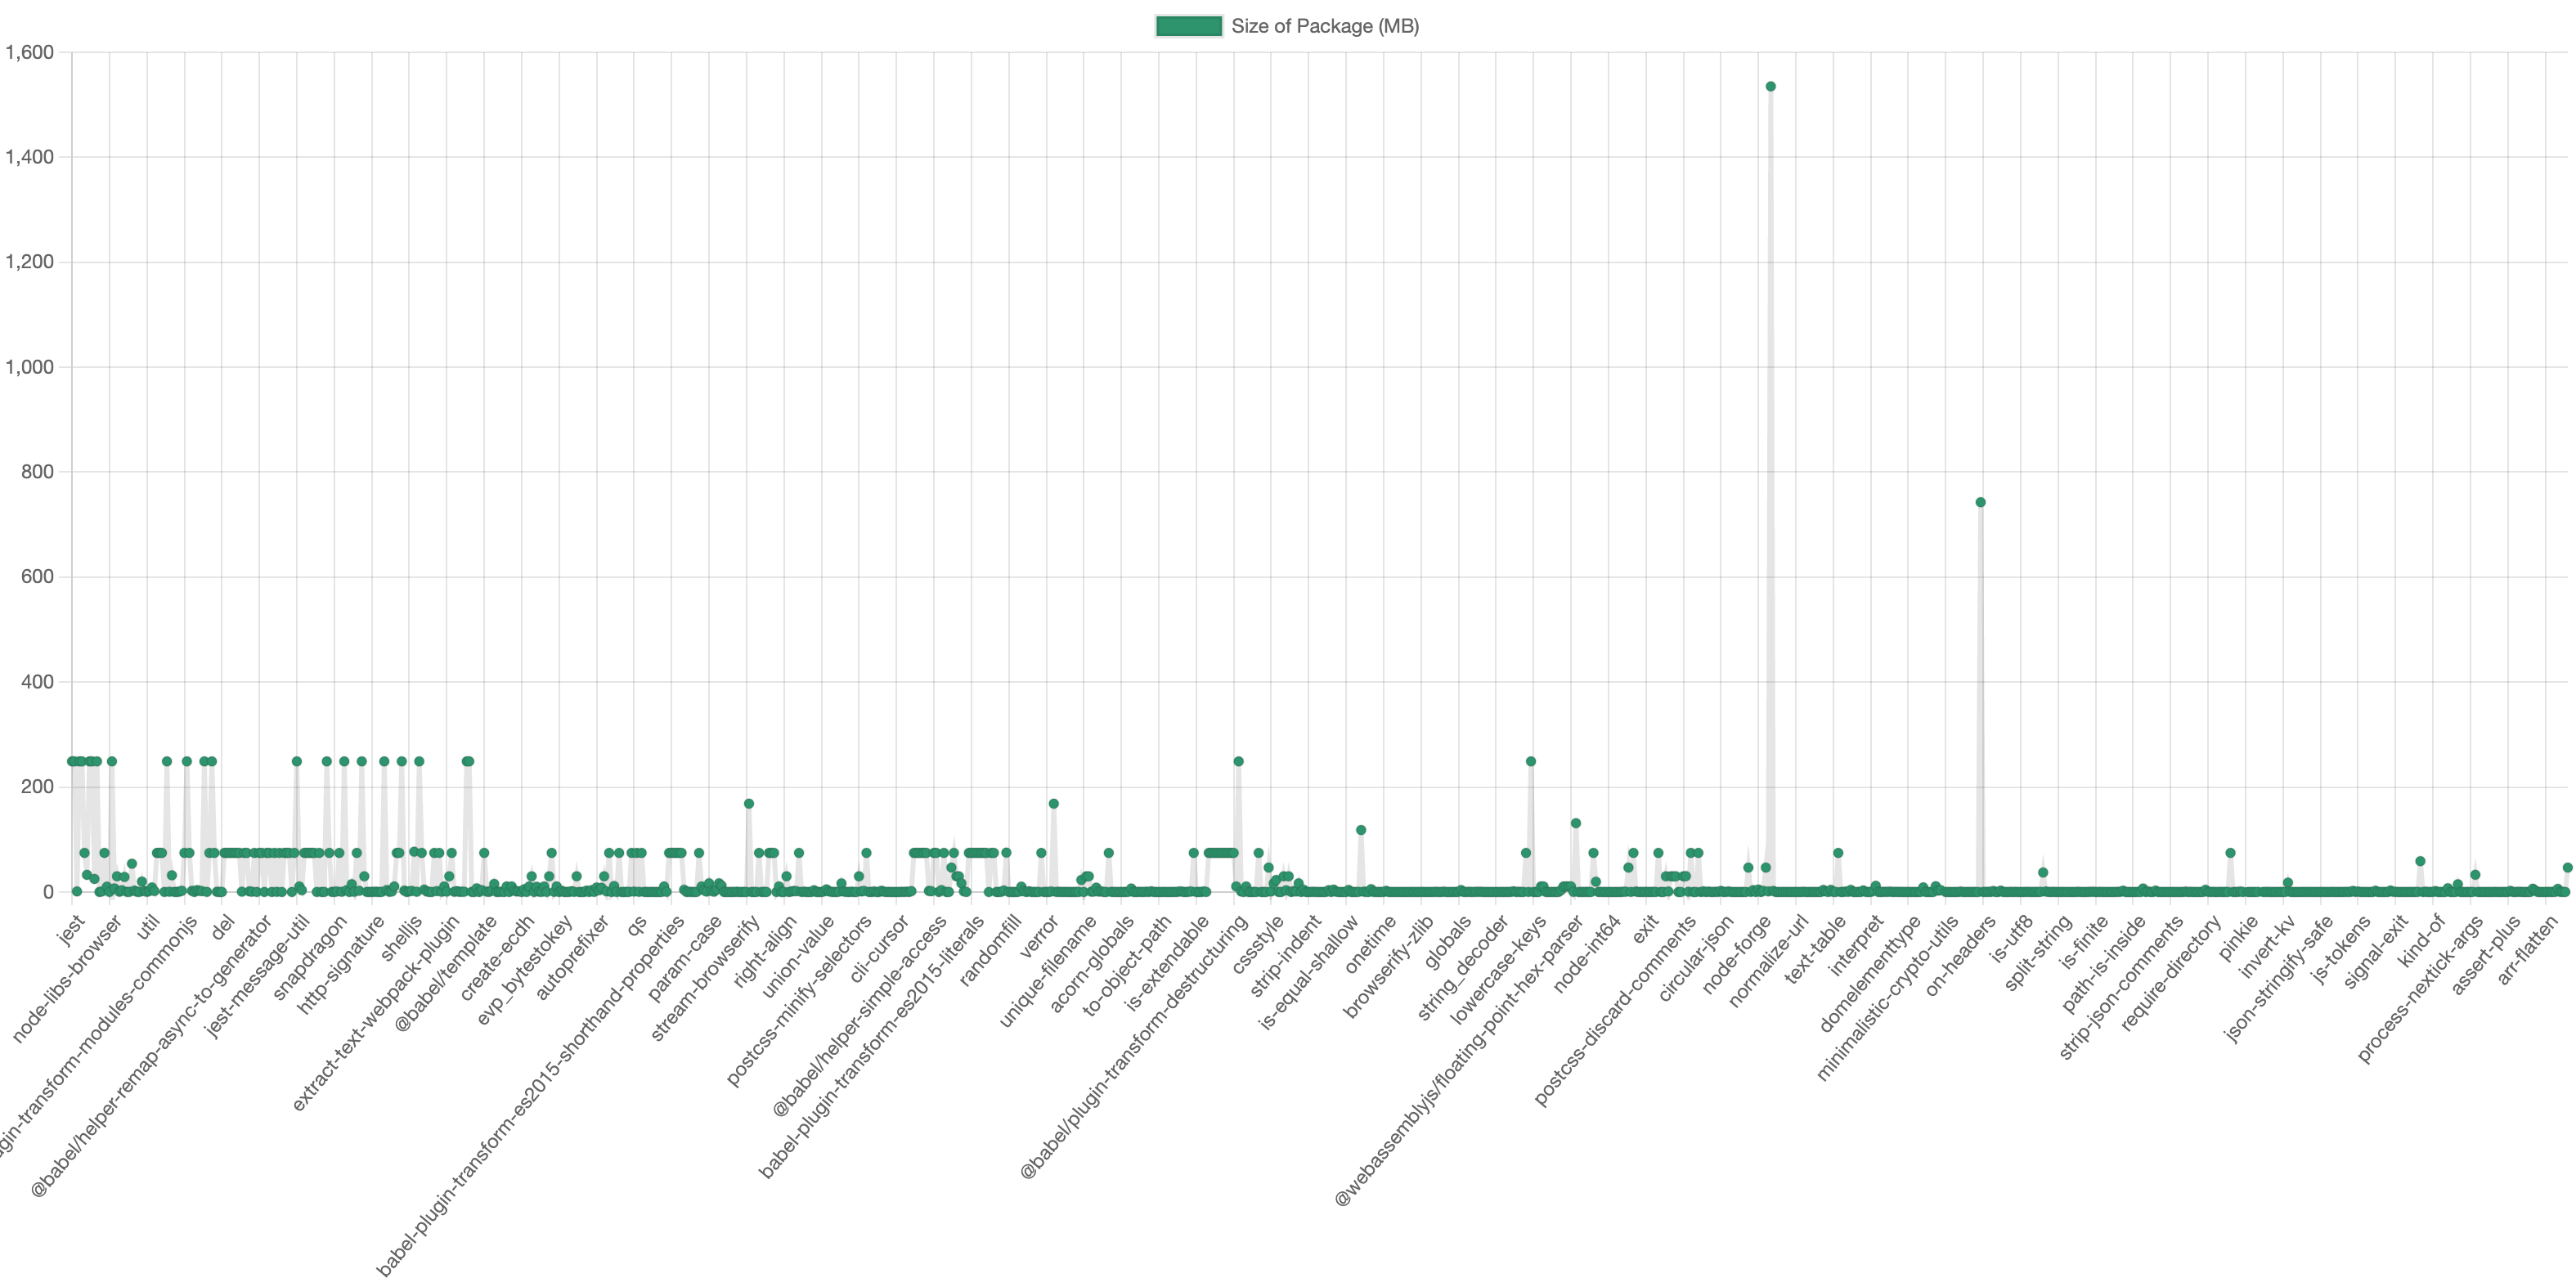 Size of Package (MB)
1,600
1,400
1,200
1,000
800
600
400
200
0
jest
node-libs-browser
util
gin-transform-modules-commonjs
del
@babel/helper-remap-async-to-generator
jest-message-util
snapdragon
http-signature
shelljs
extract-text-webpack-plugin
@babel/template
create-ecdh
evp_bytestokey
autoprefixer
qs
babel-plugin-transform-es2015-shorthand-properties
param-case
stream-browserify
right-align
union-value
postcss-minify-selectors
cli-cursor
@babel/helper-simple-access
babel-plugin-transform-es2015-literals
randomfill
verror
unique-filename
acorn-globals
to-object-path
is-extendable
@babel/plugin-transform-destructuring
cssstyle
strip-indent
is-equal-shallow
onetime
browserify-zlib
globals
string_decoder
lowercase-keys
@webassemblyjs/floating-point-hex-parser
node-int64
exit
postcss-discard-comments
circular-json
node-forge
normalize-url
text-table
interpret
domelementtype
minimalistic-crypto-utils
on-headers
is-utf8
split-string
is-finite
path-is-inside
strip-json-comments
require-directory
pinkie
invert-kv
json-stringify-safe
js-tokens
signal-exit
kind-of
process-nextick-args
assert-plus
arr-flatten